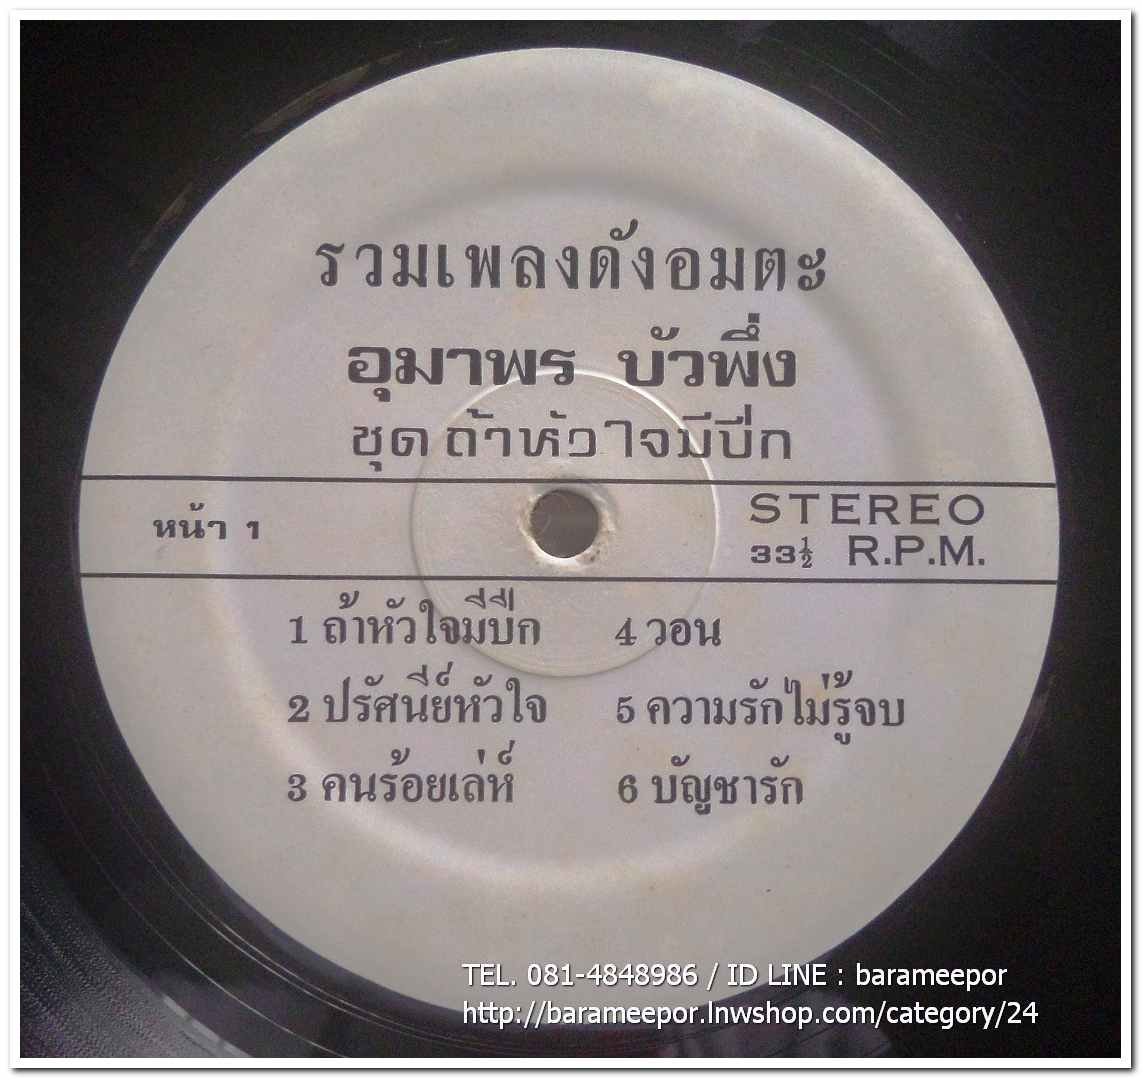 รวมเพลงดังอมตะ
อุมาพร บัวพึ่ง
ชุด ถ้าหัวใจมีปีก
หน้า 1
STEREO
33½ R.P.M.
1 ถ้าหัวใจมีปีก
2 ปรัศนีย์หัวใจ
3 คนร้อยเล่ห์
4 วอน
5 ความรักไม่รู้จบ
6 บัญชารัก
TEL. 081-4848986 / ID LINE : barameepor
http://barameepor.lnwshop.com/category/24